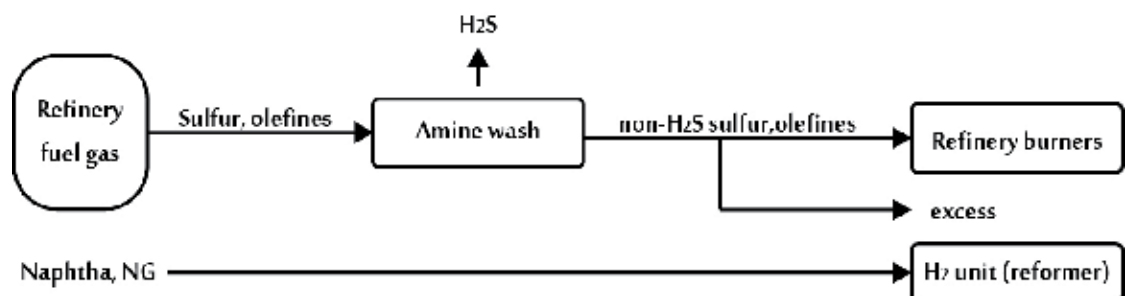 H2S
Refinery
fuel gas
Sulfur, olefines
Amine wash
non-H2S sulfur,olefines
Refinery burners
excess
Naphtha, NG
H2 unit (reformer)